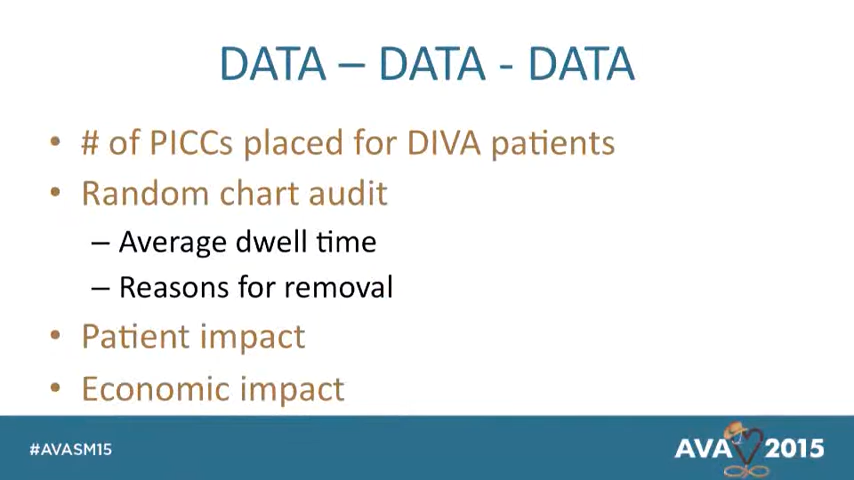 DATA – DATA - DATA
• # of PICCs placed for DIVA patients
• Random chart audit
– Average dwell time
– Reasons for removal
• Patient impact
• Economic impact
#AVASM15
AVA 2015